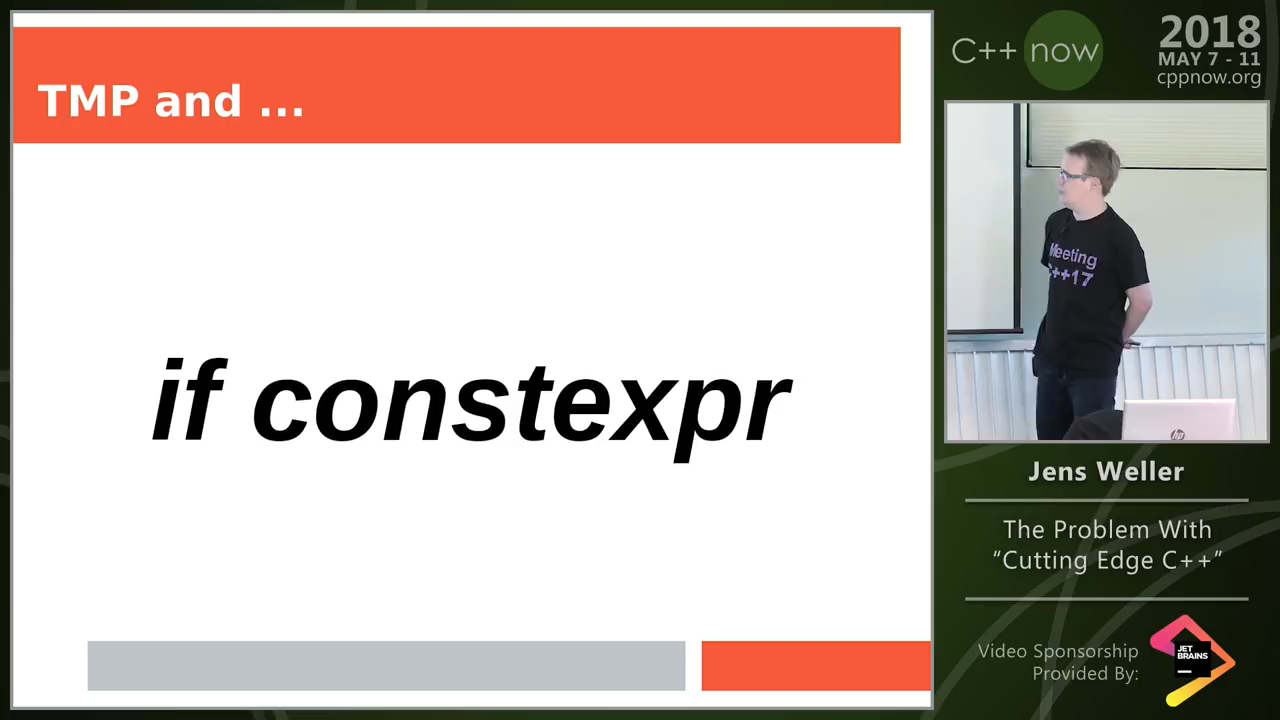 TMP and ...
if constexpr
C++ now
2018
MAY 7 - 11
cppnow.org
Meeting
C++17
hp
Jens Weller
The Problem With
“Cutting Edge C++”
Video Sponsorship
Provided By:
JET
BRAINS